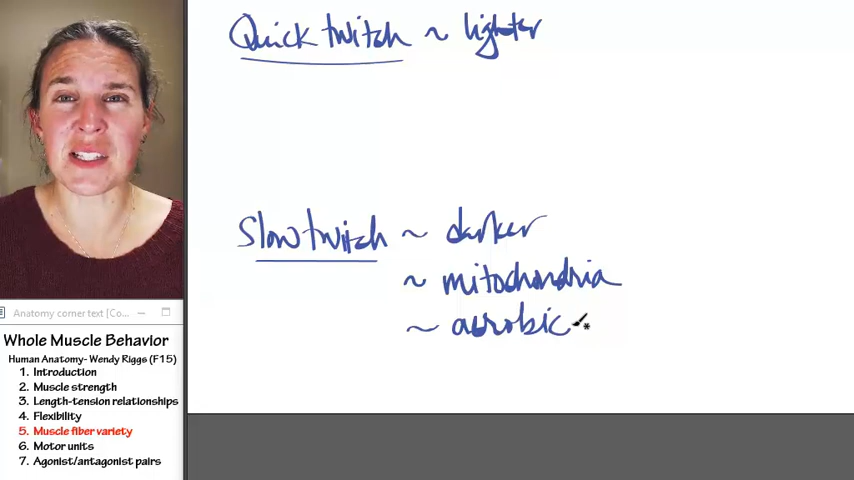 Quick twitch ~ lighter
Slow twitch ~ darker
~ mitochondria
~ aerobic
Anatomy corner text [Co...
Whole Muscle Behavior
Human Anatomy- Wendy Riggs (F15)
1. Introduction
2. Muscle strength
3. Length-tension relationships
4. Flexibility
5. Muscle fiber variety
6. Motor units
7. Agonist/antagonist pairs